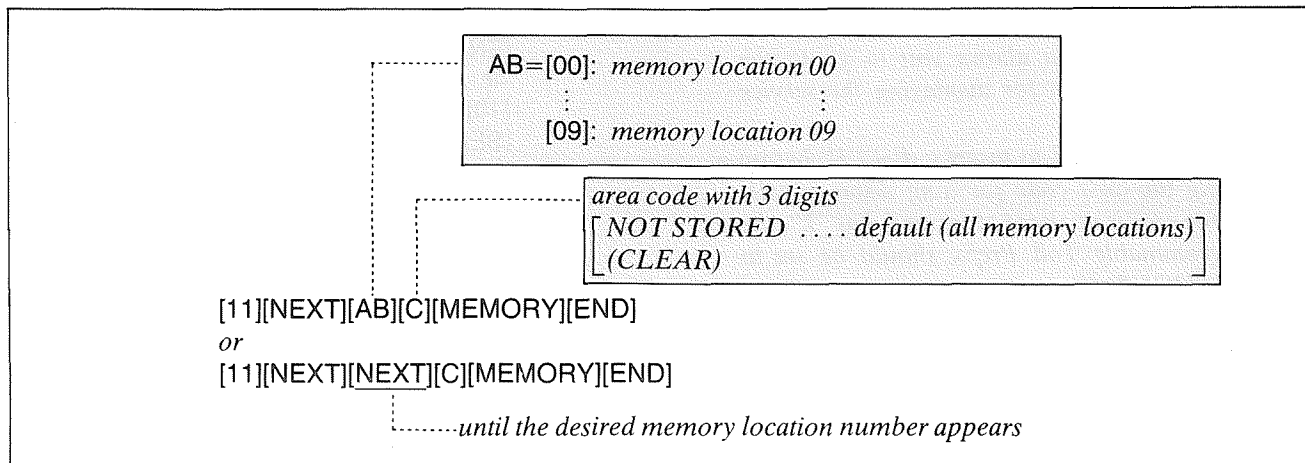 AB=[00]: memory location 00
⋮ ⋮
[09]: memory location 09
area code with 3 digits
NOT STORED .... default (all memory locations)
(CLEAR)
[11][NEXT][AB][C][MEMORY][END]
or
[11][NEXT][NEXT][C][MEMORY][END]
until the desired memory location number appears